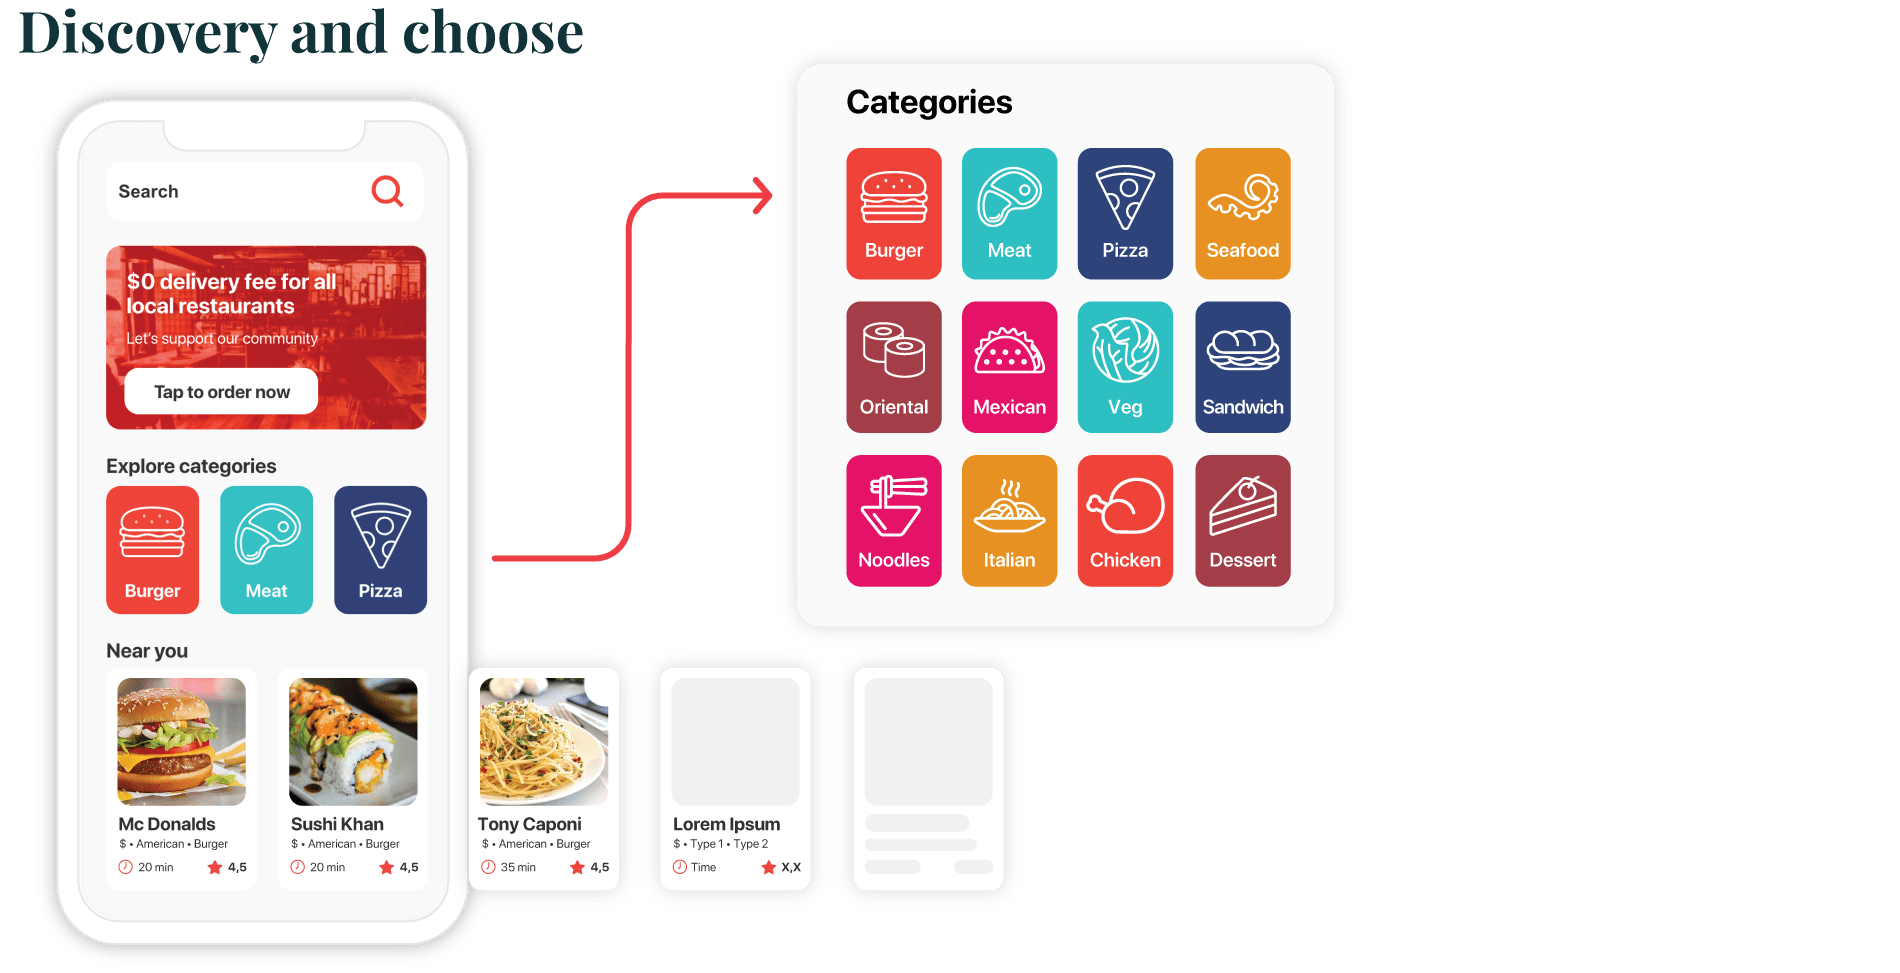 Discovery and choose
Search
$0 delivery fee for all
local restaurants
Let's support our community
Tap to order now
Explore categories
Burger
Meat
Pizza
Near you
Mc Donalds
$ • American • Burger
20 min
4,5
Sushi Khan
$ • American • Burger
20 min
4,5
Tony Caponi
$ • American • Burger
35 min
4,5
Lorem Ipsum
$ • Type 1 • Type 2
Time
X,X
Categories
Burger
Meat
Pizza
Seafood
Oriental
Mexican
Veg
Sandwich
Noodles
Italian
Chicken
Dessert